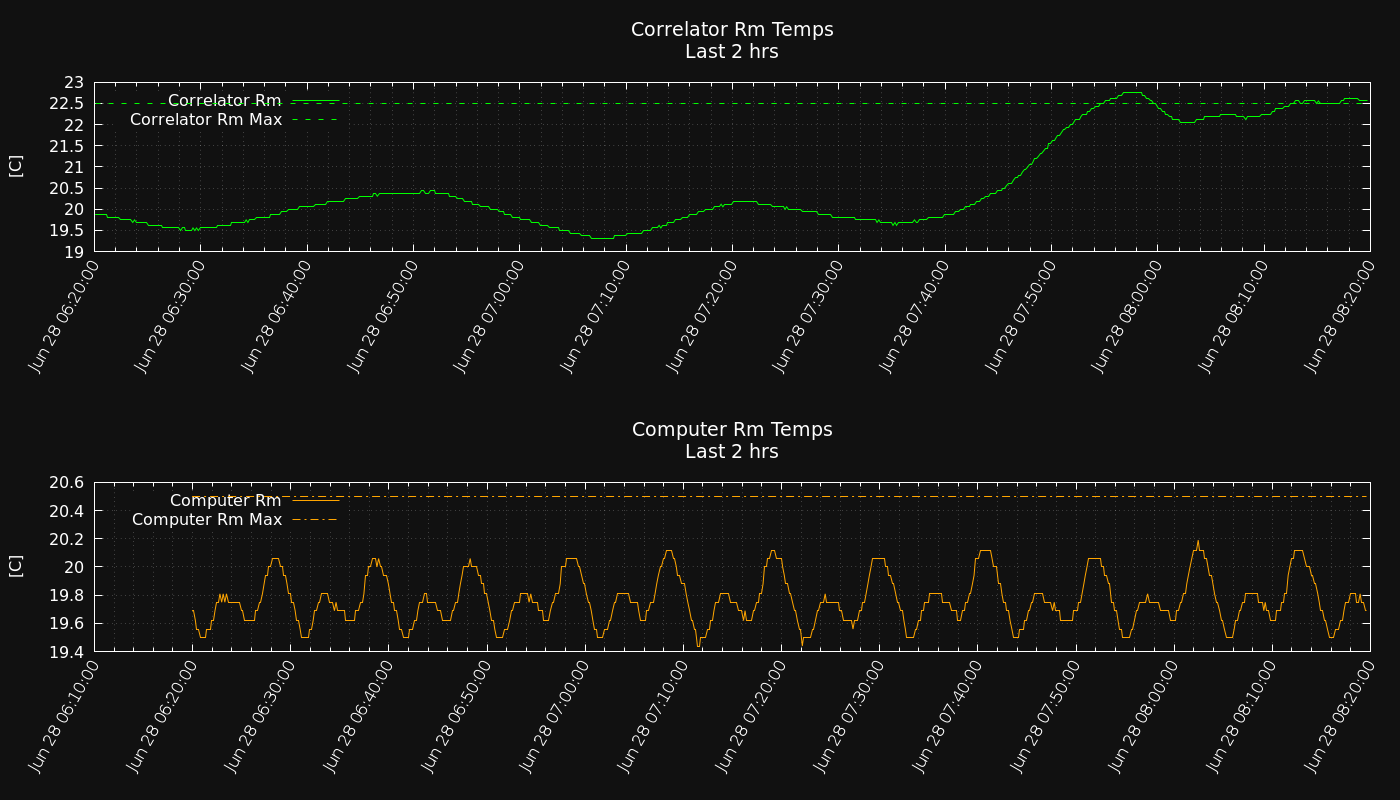 Correlator Rm Temps
Last 2 hrs
[C]
23
22.5
22
21.5
21
20.5
20
19.5
19
Correlator Rm
Correlator Rm Max
Jun 28 06:20:00
Jun 28 06:30:00
Jun 28 06:40:00
Jun 28 06:50:00
Jun 28 07:00:00
Jun 28 07:10:00
Jun 28 07:20:00
Jun 28 07:30:00
Jun 28 07:40:00
Jun 28 07:50:00
Jun 28 08:00:00
Jun 28 08:10:00
Jun 28 08:20:00
Computer Rm Temps
Last 2 hrs
[C]
20.6
20.4
20.2
20
19.8
19.6
19.4
Computer Rm
Computer Rm Max
Jun 28 06:10:00
Jun 28 06:20:00
Jun 28 06:30:00
Jun 28 06:40:00
Jun 28 06:50:00
Jun 28 07:00:00
Jun 28 07:10:00
Jun 28 07:20:00
Jun 28 07:30:00
Jun 28 07:40:00
Jun 28 07:50:00
Jun 28 08:00:00
Jun 28 08:10:00
Jun 28 08:20:00